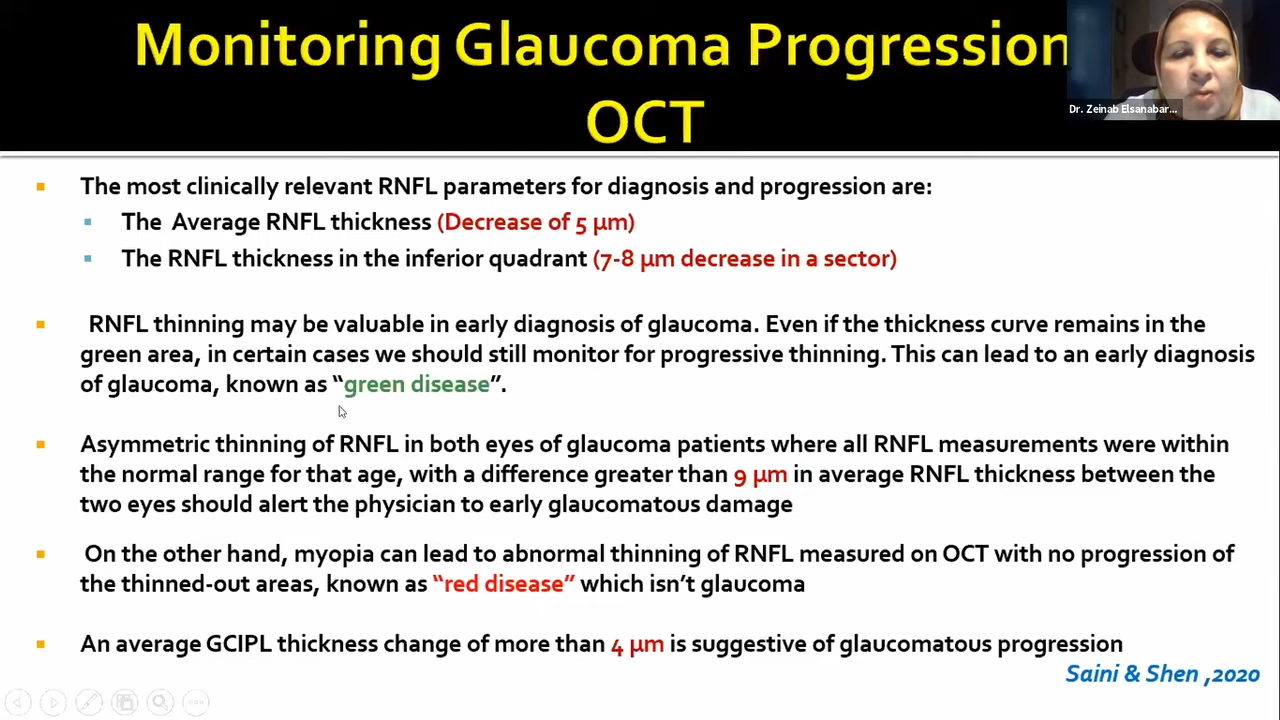 Monitoring Glaucoma Progression
OCT
Dr. Zeinab Elsanabar...
The most clinically relevant RNFL parameters for diagnosis and progression are:
The Average RNFL thickness (Decrease of 5 µm)
The RNFL thickness in the inferior quadrant (7-8 µm decrease in a sector)
RNFL thinning may be valuable in early diagnosis of glaucoma. Even if the thickness curve remains in the
green area, in certain cases we should still monitor for progressive thinning. This can lead to an early diagnosis
of glaucoma, known as “green disease”.
Asymmetric thinning of RNFL in both eyes of glaucoma patients where all RNFL measurements were within
the normal range for that age, with a difference greater than 9 µm in average RNFL thickness between the
two eyes should alert the physician to early glaucomatous damage
On the other hand, myopia can lead to abnormal thinning of RNFL measured on OCT with no progression of
the thinned-out areas, known as “red disease” which isn’t glaucoma
An average GCIPL thickness change of more than 4 µm is suggestive of glaucomatous progression
Saini & Shen ,2020